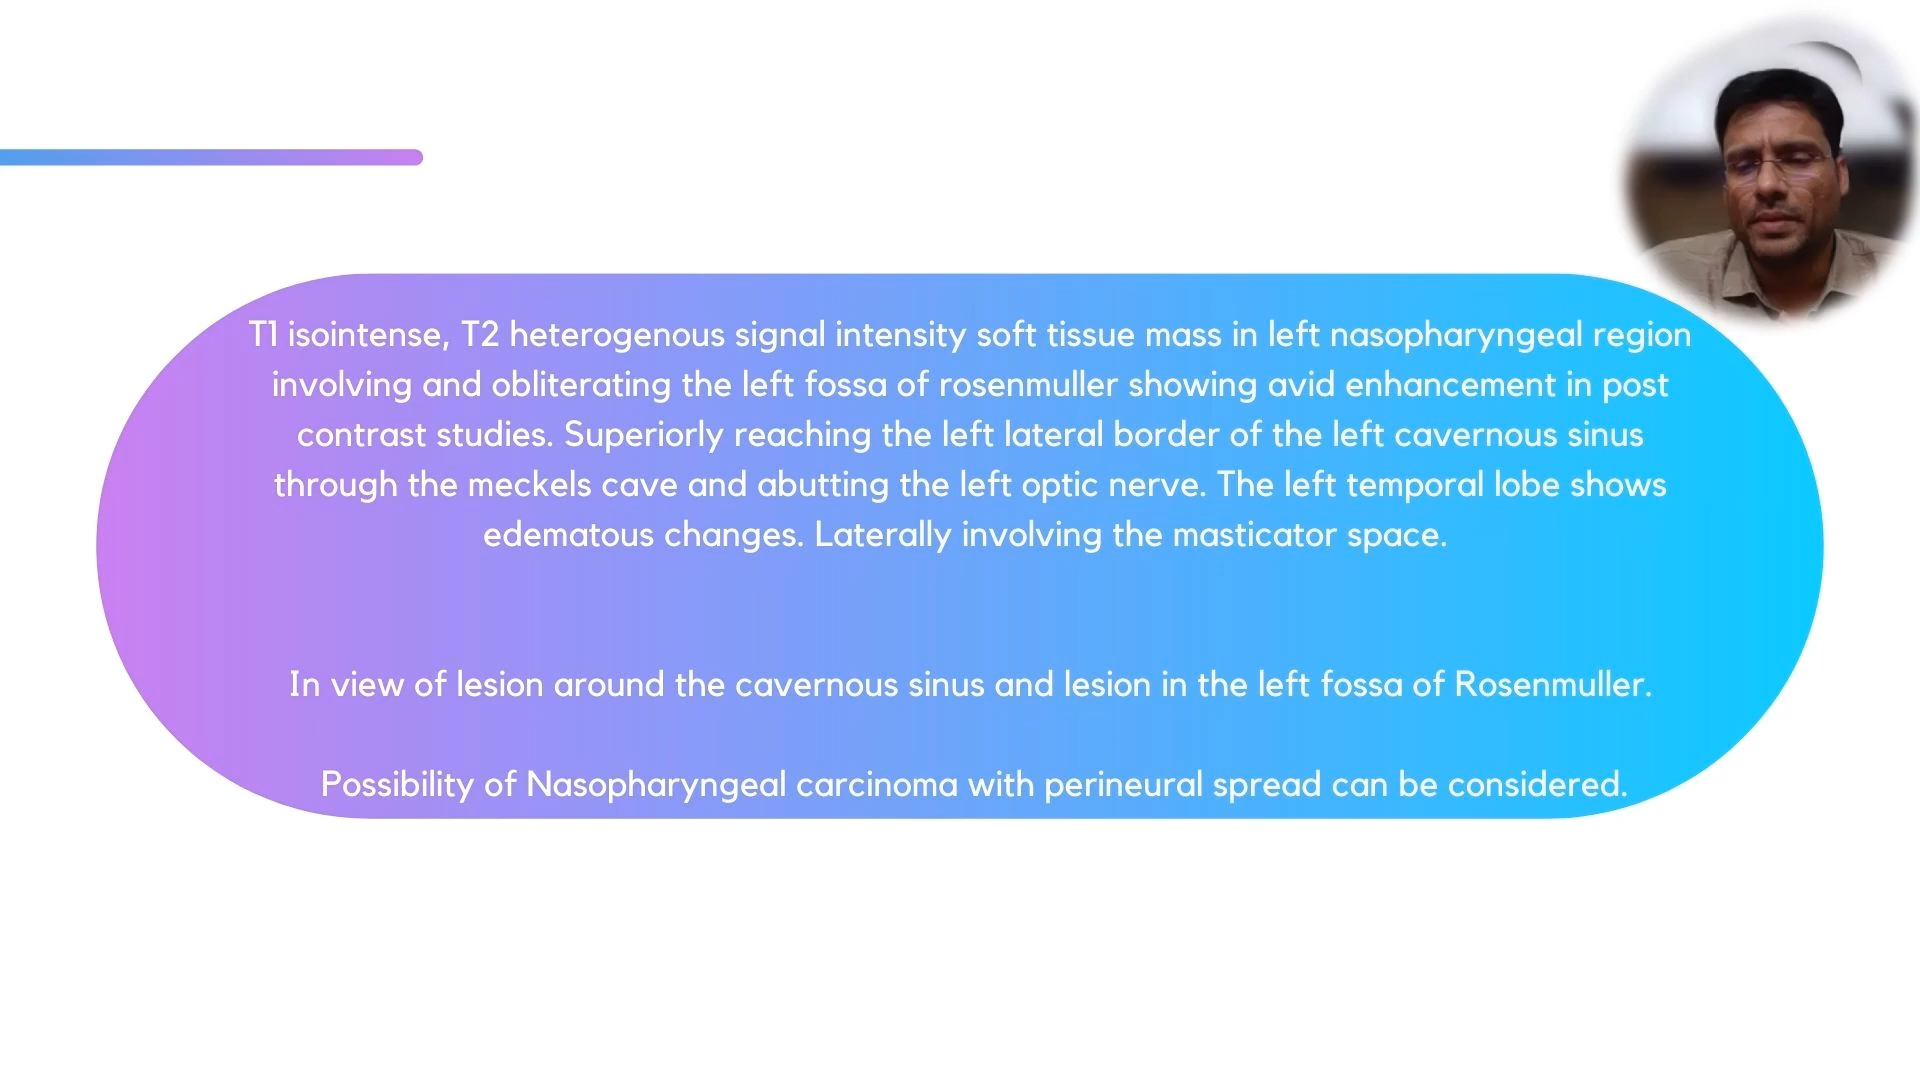 T1 isointense, T2 heterogenous signal intensity soft tissue mass in left nasopharyngeal region
involving and obliterating the left fossa of rosenmuller showing avid enhancement in post
contrast studies. Superiorly reaching the left lateral border of the left cavernous sinus
through the meckels cave and abutting the left optic nerve. The left temporal lobe shows
edematous changes. Laterally involving the masticator space.
In view of lesion around the cavernous sinus and lesion in the left fossa of Rosenmuller.
Possibility of Nasopharyngeal carcinoma with perineural spread can be considered.